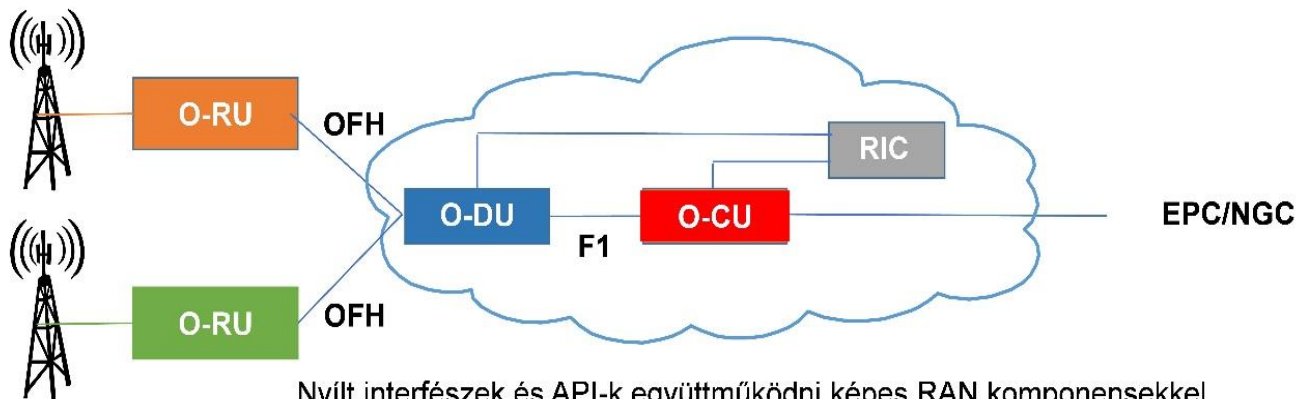 O-RU
OFH
RIC
O-DU
F1
O-CU
EPC/NGC
O-RU
OFH
Nyílt interfészek és API-k együttműködni képes RAN komponensekkel